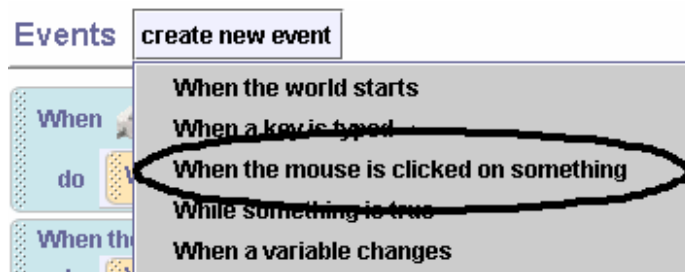 Events create new event
When the world starts
When
When a key is typed
When the mouse is clicked on something
do
While something is true
When the
When a variable changes